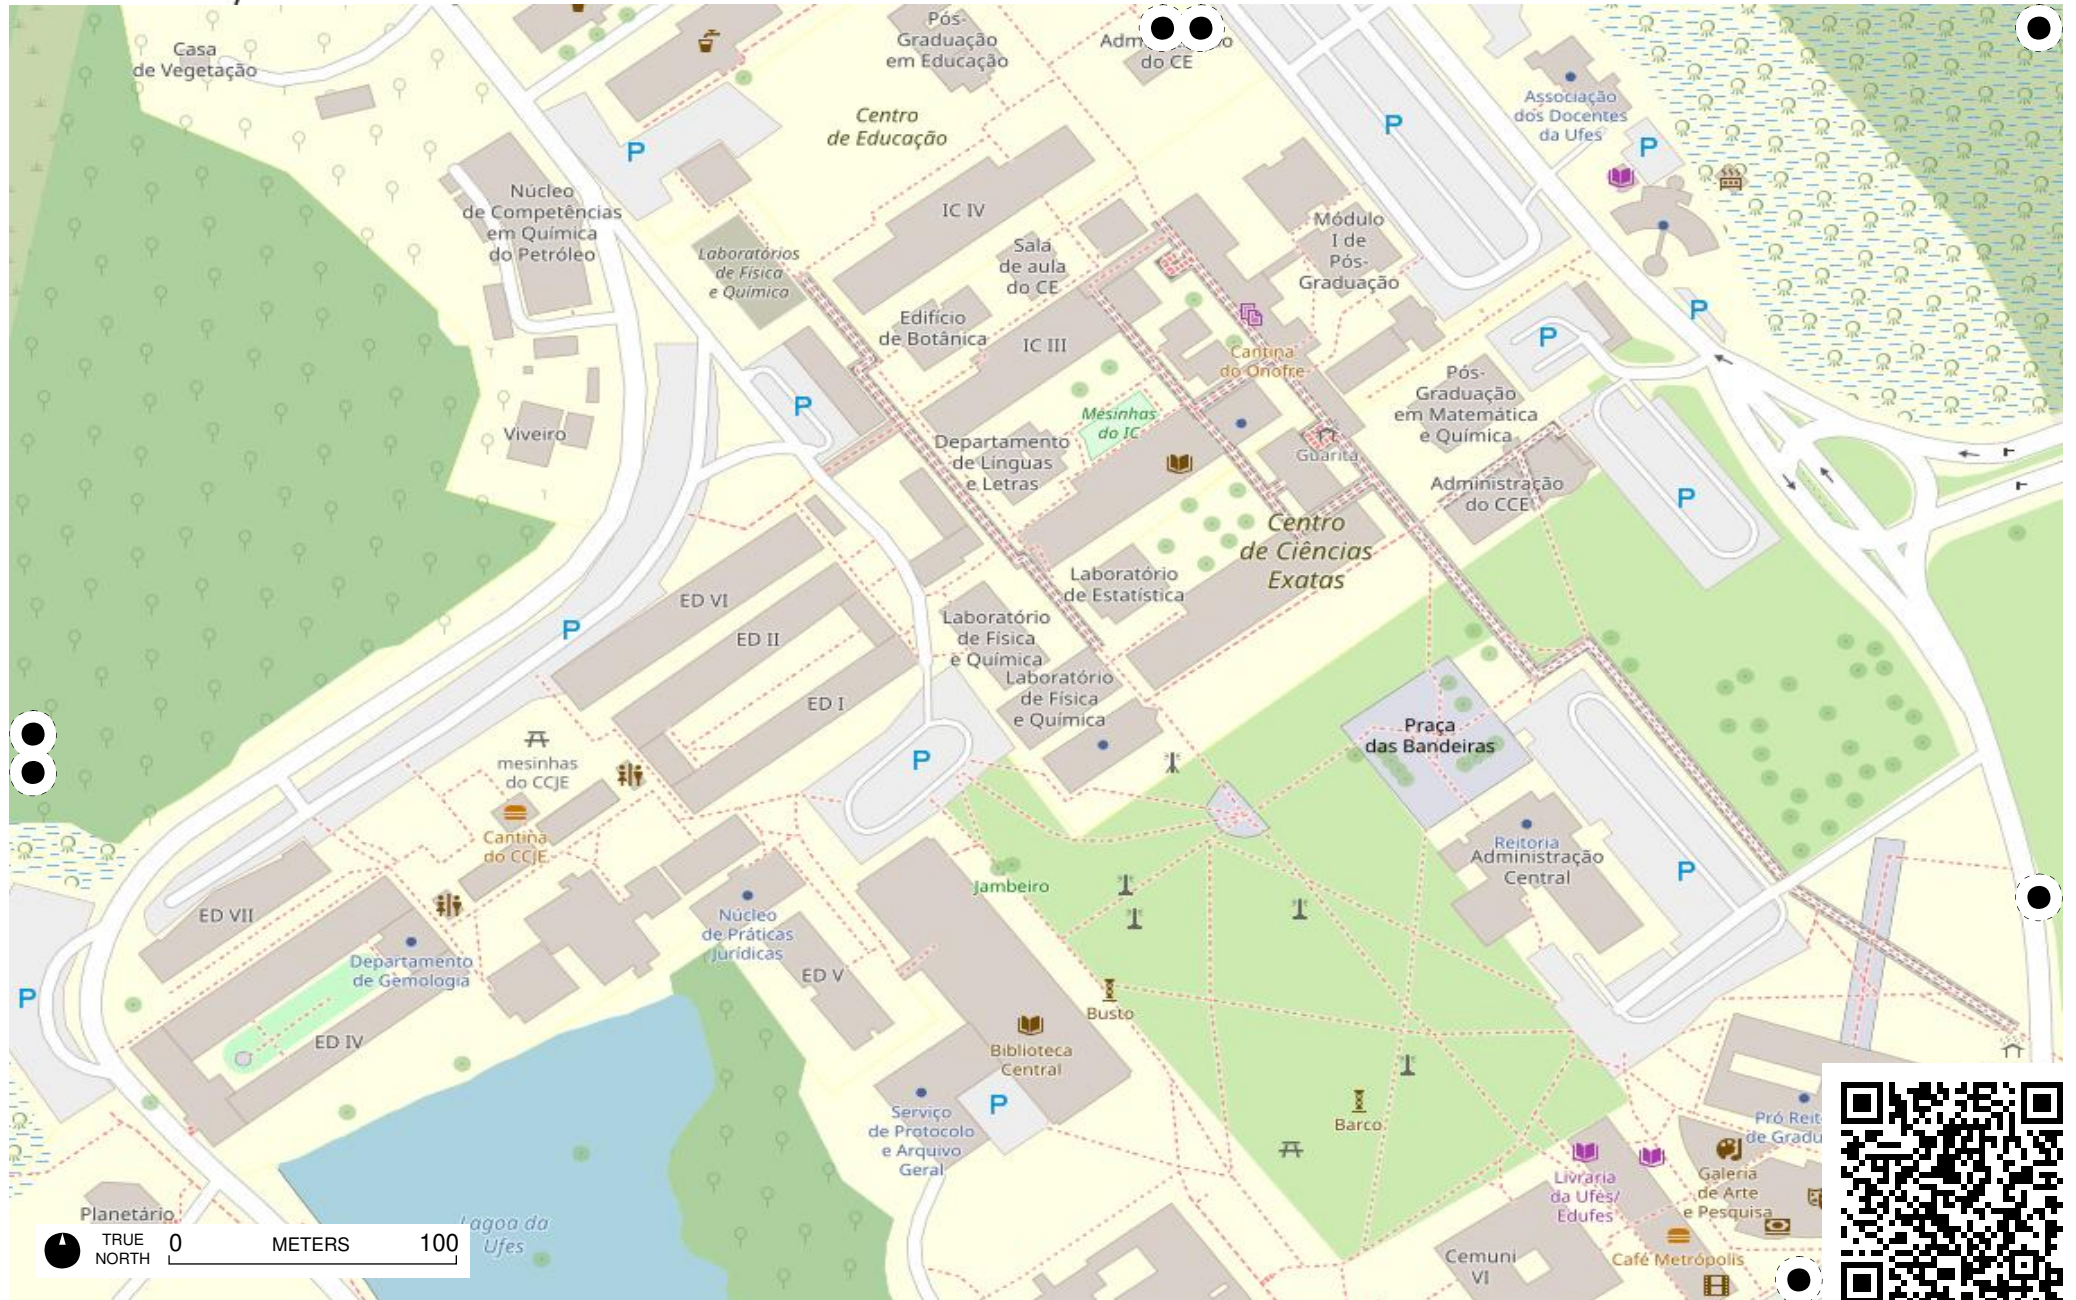 Casa
de Vegetação
Pós-
Graduação
em Educação
do CE
Centro
de Educação
Associação
dos Docentes
da Ufes
P
P
P
Núcleo
de Competências
em Química
do Petróleo
IC IV
Laboratórios
de Física
e Química
Sala
de aula
do CE
Módulo
I de
Pós-
Graduação
Edifício
de Botânica
IC III
P
P
Cantina
do Onofre
Pós-
Graduação
em Matemática
e Química
P
Mesinhas
do IC
Viveiro
Departamento
de Línguas
e Letras
Guarita
Administração
do CCE
P
Centro
de Ciências
Exatas
Laboratório
de Estatística
ED VI
P
ED II
Laboratório
de Física
e Química
Laboratório
de Física
e Química
ED I
Praça
das Bandeiras
mesinhas
do CCJE
P
Cantina
do CCJE
Reitoria
Administração
Central
P
Jambeiro
ED VII
Núcleo
de Práticas
Jurídicas
Departamento
de Gemologia
ED V
P
Busto
ED IV
Biblioteca
Central
P
Serviço
de Protocolo
e Arquivo
Geral
Barco
Pró Reit
de Gradu
Livraria
da Ufes/
Edufes
Galeria
de Arte
e Pesquisa
Planetário
Lagoa da
Ufes
Cemuni
VI
Café Metrópolis
TRUE
NORTH
0 METERS 100